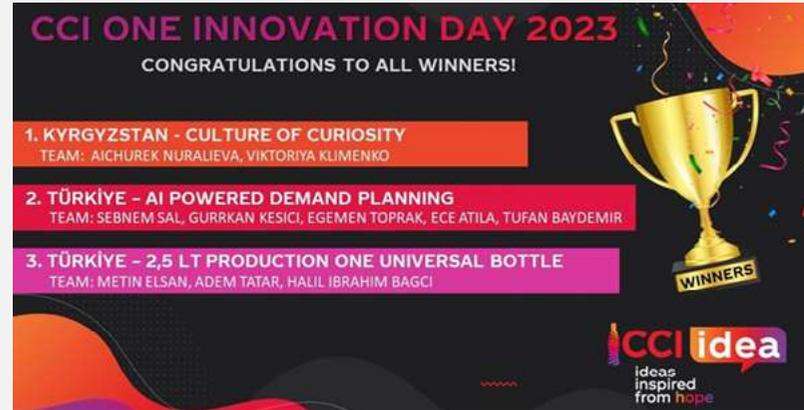 CCI ONE INNOVATION DAY 2023
CONGRATULATIONS TO ALL WINNERS!
1. KYRGYZSTAN - CULTURE OF CURIOSITY
TEAM: AICHUREK NURALIEVA, VIKTORIYA KLIMENKO
2. TÜRKİYE – AI POWERED DEMAND PLANNING
TEAM: SEBNEM SAL, GURRKAN KESICI, EGEMEN TOPRAK, ECE ATILA, TUFAN BAYDEMIR
3. TÜRKİYE – 2,5 LT PRODUCTION ONE UNIVERSAL BOTTLE
TEAM: METIN ELSAN, ADEM TATAR, HALIL IBRAHIM BAGCI
WINNERS
CCI idea
ideas
inspired
from hope